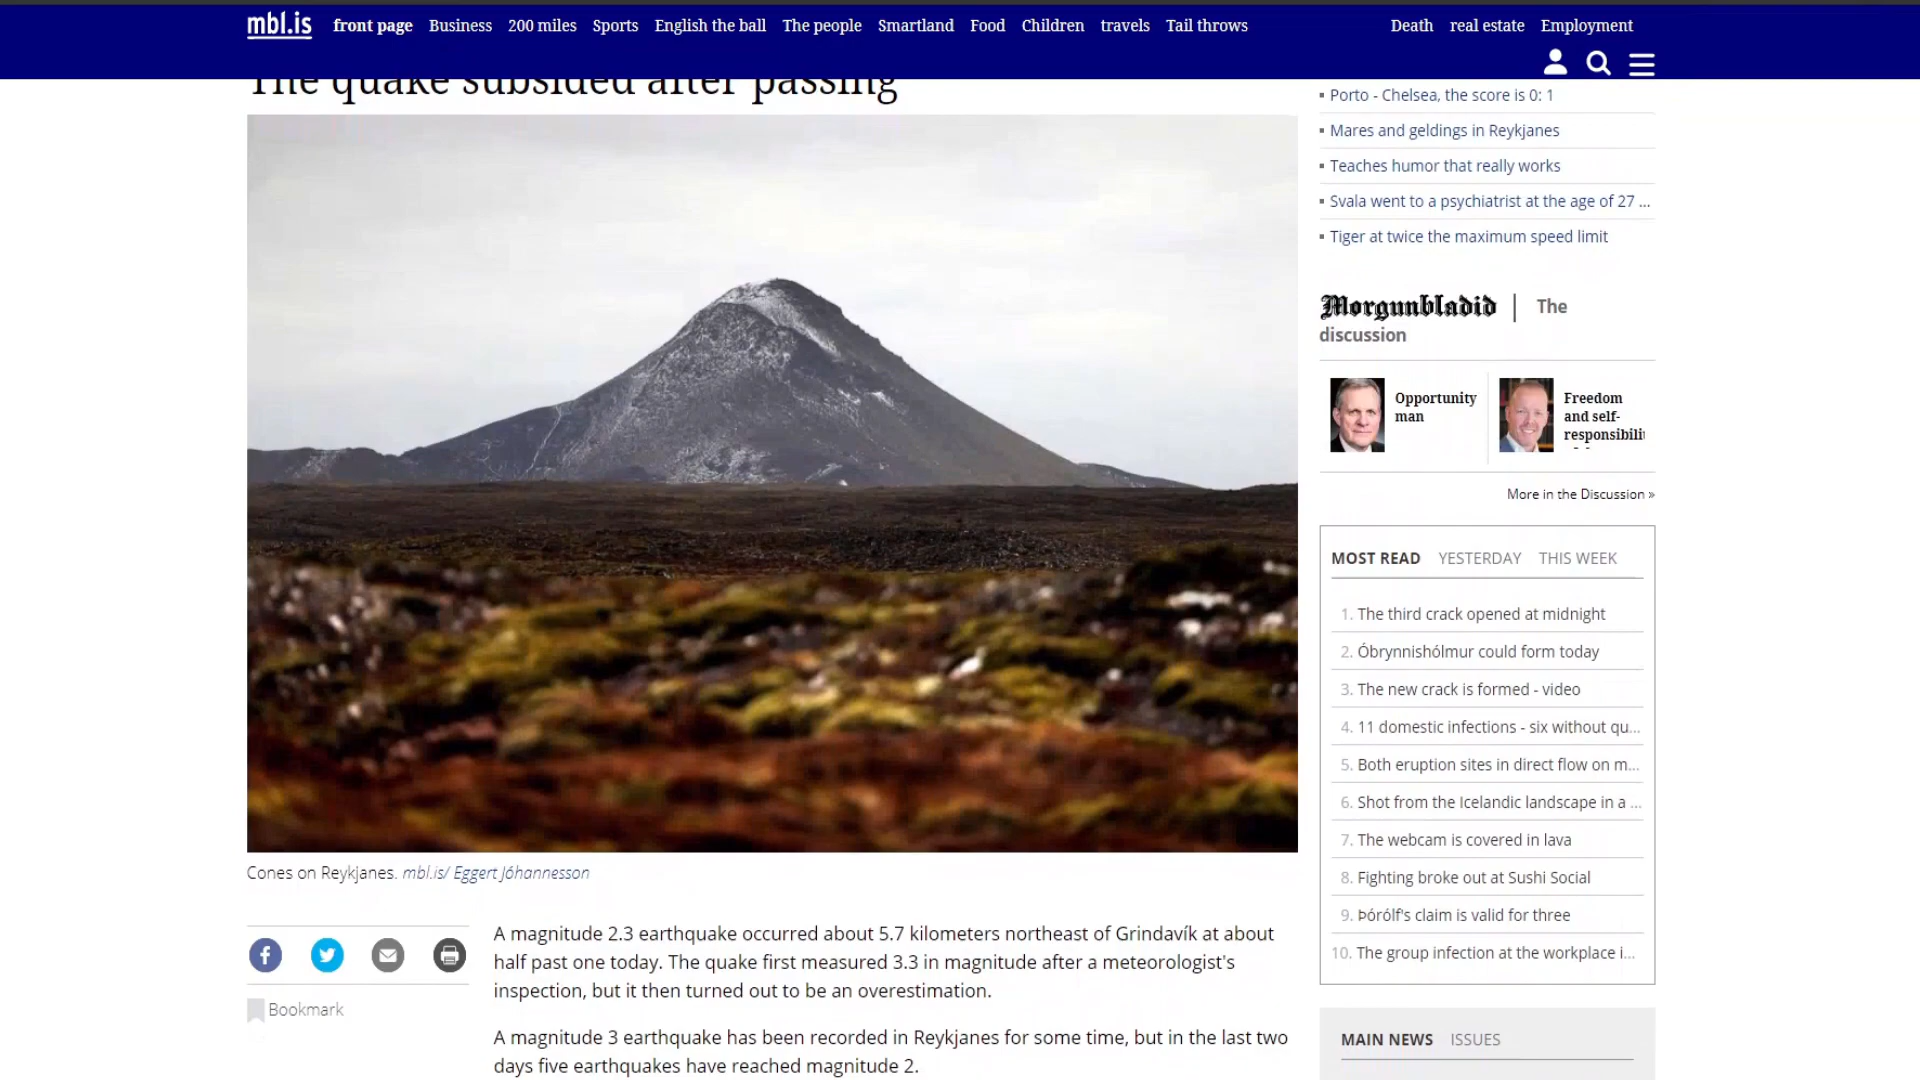 mbl.is front page Business 200 miles Sports English the ball The people Smartland Food Children travels Tail throws Death real estate Employment
The quake subsided after passing
Cones on Reykjanes. mbl.is/ Eggert Jóhannesson
Bookmark
A magnitude 2.3 earthquake occurred about 5.7 kilometers northeast of Grindavík at about
half past one today. The quake first measured 3.3 in magnitude after a meteorologist's
inspection, but it then turned out to be an overestimation.
A magnitude 3 earthquake has been recorded in Reykjanes for some time, but in the last two
days five earthquakes have reached magnitude 2.
Porto - Chelsea, the score is 0: 1
Mares and geldings in Reykjanes
Teaches humor that really works
Svala went to a psychiatrist at the age of 27 ...
Tiger at twice the maximum speed limit
Morgunbladid | The
discussion
Opportunity
man
Freedom
and self-
responsibili
More in the Discussion »
MOST READ YESTERDAY THIS WEEK
1. The third crack opened at midnight
2. Óbrynnishólmur could form today
3. The new crack is formed - video
4. 11 domestic infections - six without qu...
5. Both eruption sites in direct flow on m...
6. Shot from the Icelandic landscape in a ...
7. The webcam is covered in lava
8. Fighting broke out at Sushi Social
9. Þórólf's claim is valid for three
10. The group infection at the workplace i...
MAIN NEWS ISSUES